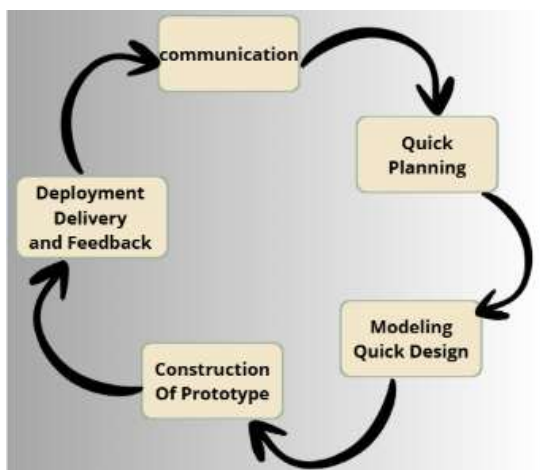 communication
Quick
Planning
Modeling
Quick Design
Construction
Of Prototype
Deployment
Delivery
and Feedback